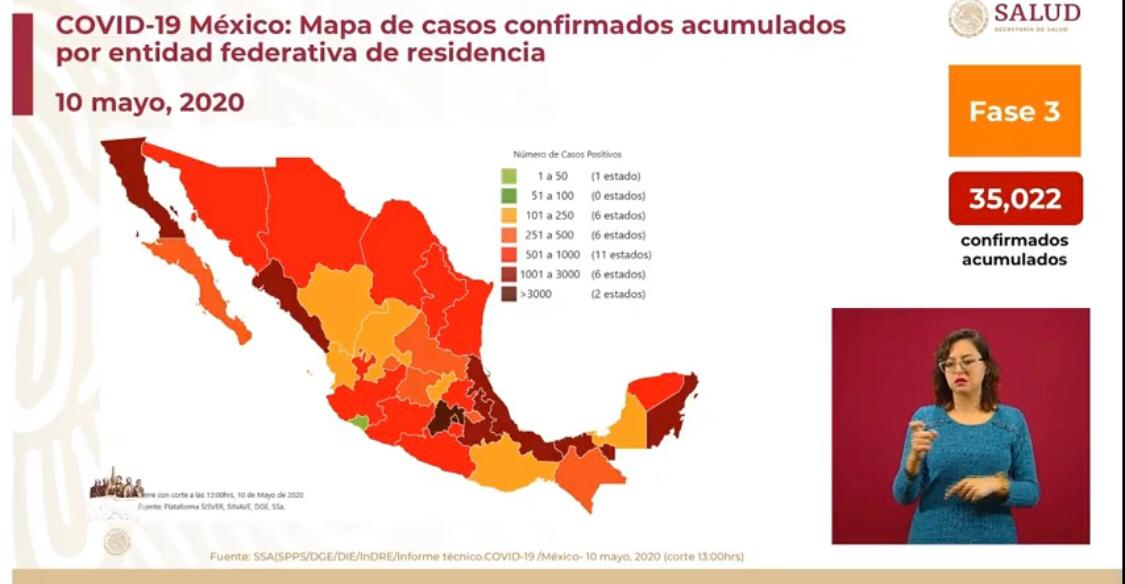 COVID-19 México: Mapa de casos confirmados acumulados
por entidad federativa de residencia
10 mayo, 2020
SALUD
SECRETARÍA DE SALUD
Fase 3
35,022
confirmados
acumulados
Número de Casos Positivos
1 a 50 (1 estado)
51 a 100 (0 estados)
101 a 250 (6 estados)
251 a 500 (6 estados)
501 a 1000 (11 estados)
1001 a 3000 (6 estados)
>3000 (2 estados)
con corte a las 13:00hrs, 10 de Mayo de 2020
Fuente: Plataforma SISVER, SINAVE, DGE, SSa.
Fuente: SSA(SPPS/DGE/DIE/InDRE/Informe técnico.COVID-19 /México- 10 mayo, 2020 (corte 13:00hrs)